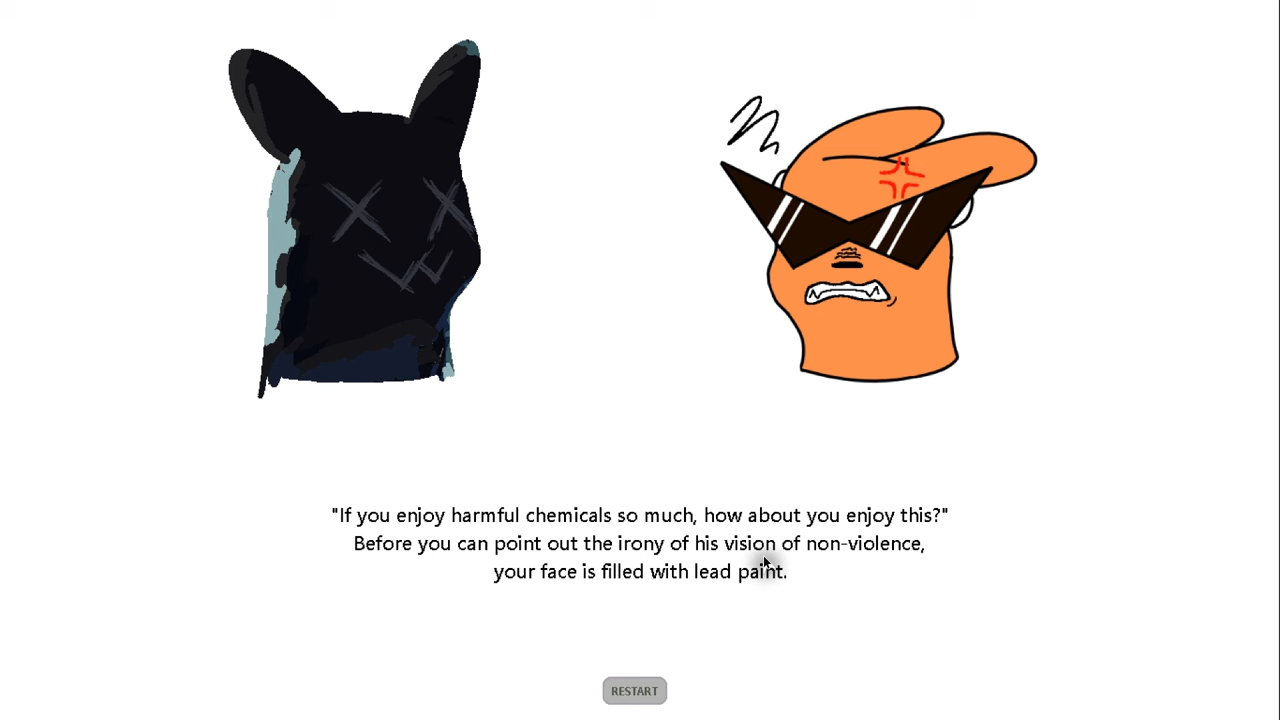 "If you enjoy harmful chemicals so much, how about you enjoy this?"
Before you can point out the irony of his vision of non-violence,
your face is filled with lead paint.
RESTART